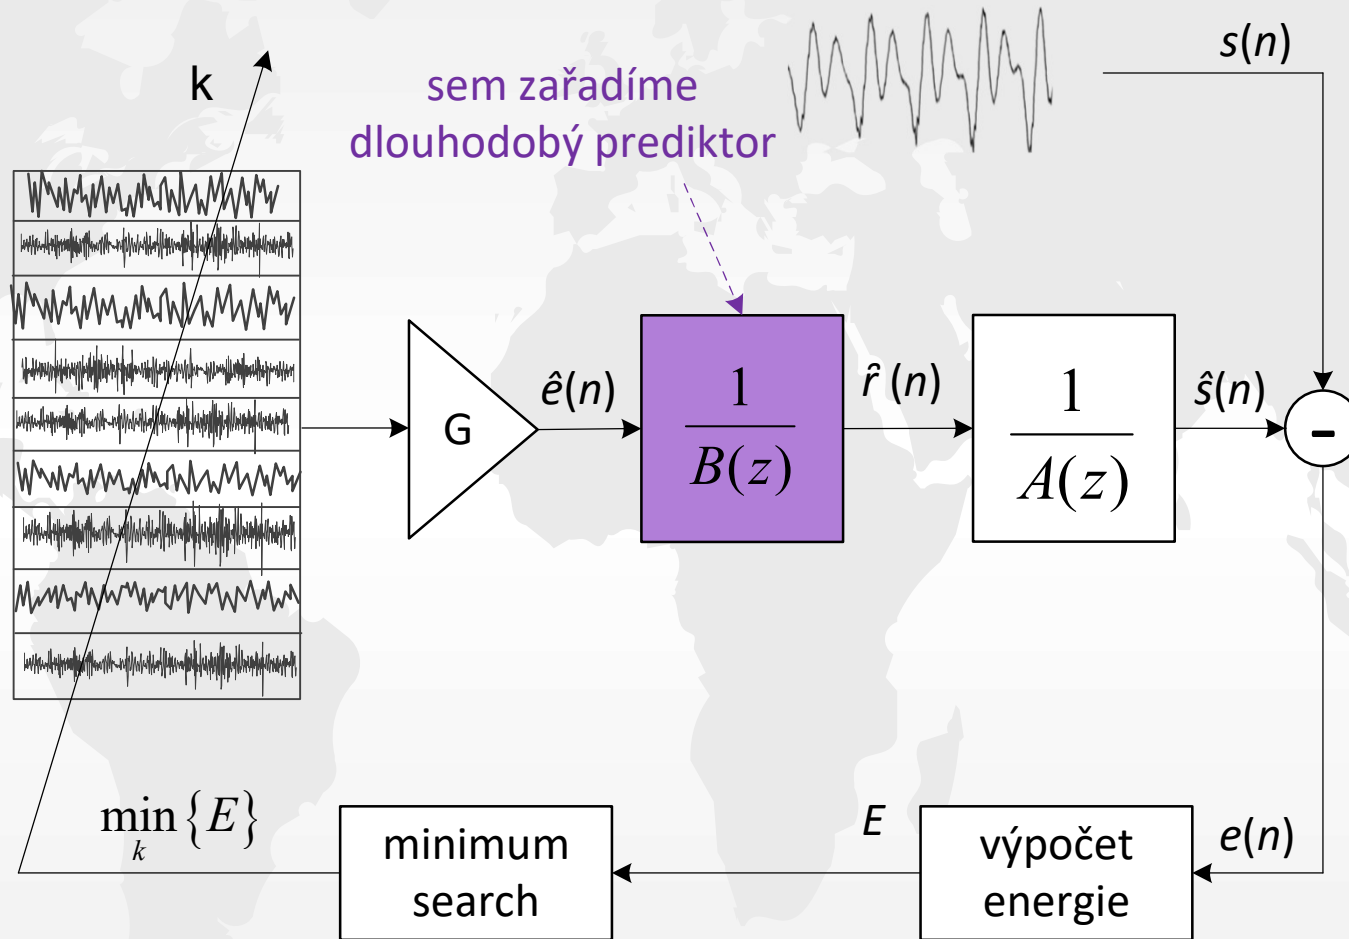 k
sem zařadíme
dlouhodobý prediktor
s(n)
G
ê(n)
1
B(z)
r̂ (n)
1
A(z)
ŝ(n)
-
min {E}
k
minimum
search
E
výpočet
energie
e(n)